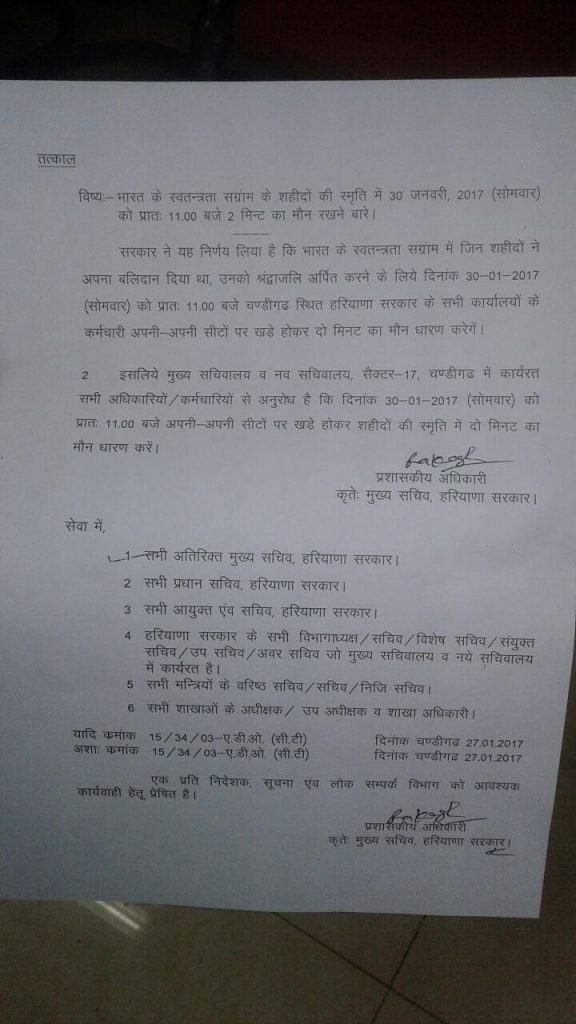 तत्काल
विषयः– भारत के स्वतन्त्रता सग्रांम के शहीदों की स्मृति में 30 जनवरी, 2017 (सोमवार)
को प्रातः 11.00 बजे 2 मिन्ट का मौन रखने बारे।
सरकार ने यह निर्णय लिया है कि भारत के स्वतन्त्रता सग्रांम में जिन शहीदों ने
अपना बलिदान दिया था, उनको श्रंद्वाजलि अर्पित करने के लिये दिनांक 30–01–2017
(सोमवार) को प्रातः 11.00 बजे चण्डीगढ स्थित हरियाणा सरकार के सभी कार्यालयों के
कर्मचारी अपनी–अपनी सीटों पर खड़े होकर दो मिनट का मौन धारण करेगें।
2 इसलिये मुख्य सचिवालय व नव सचिवालय, सैक्टर–17, चण्डीगढ में कार्यरत
सभी अधिकारियों/कर्मचारियों से अनुरोध है कि दिनांक 30–01–2017 (सोमवार) को
प्रातः 11.00 बजे अपनी–अपनी सीटों पर खड़े होकर शहीदों की स्मृति में दो मिनट का
मौन धारण करें।
प्रशासकीय अधिकारी
कृतेः मुख्य सचिव, हरियाणा सरकार।
सेवा में,
1 सभी अतिरिक्त मुख्य सचिव, हरियाणा सरकार।
2 सभी प्रधान सचिव, हरियाणा सरकार।
3 सभी आयुक्त एंव सचिव, हरियाणा सरकार।
4 हरियाणा सरकार के सभी विभागाध्यक्ष/सचिव/विशेष सचिव/संयुक्त
सचिव/उप सचिव/अवर सचिव जो मुख्य सचिवालय व नये सचिवालय
में कार्यरत है।
5 सभी मन्त्रियों के वरिष्ठ सचिव/सचिव/निजि सचिव।
6 सभी शाखाओं के अधीक्षक/ उप अधीक्षक व शाखा अधिकारी।
यादि कमांक 15/34/03–ए.डी.ओ. (सी.टी) दिनांक चण्डीगढ 27.01.2017
अशाः कमांक 15/34/03–ए.डी.ओ. (सी.टी) दिनांक चण्डीगढ 27.01.2017
एक प्रति निदेशक, सूचना एंव लोक सम्पर्क विभाग को आवश्यक
कार्यवाही हेतू प्रेषित है।
प्रशासकीय अधिकारी
कृतेः मुख्य सचिव, हरियाणा सरकार।